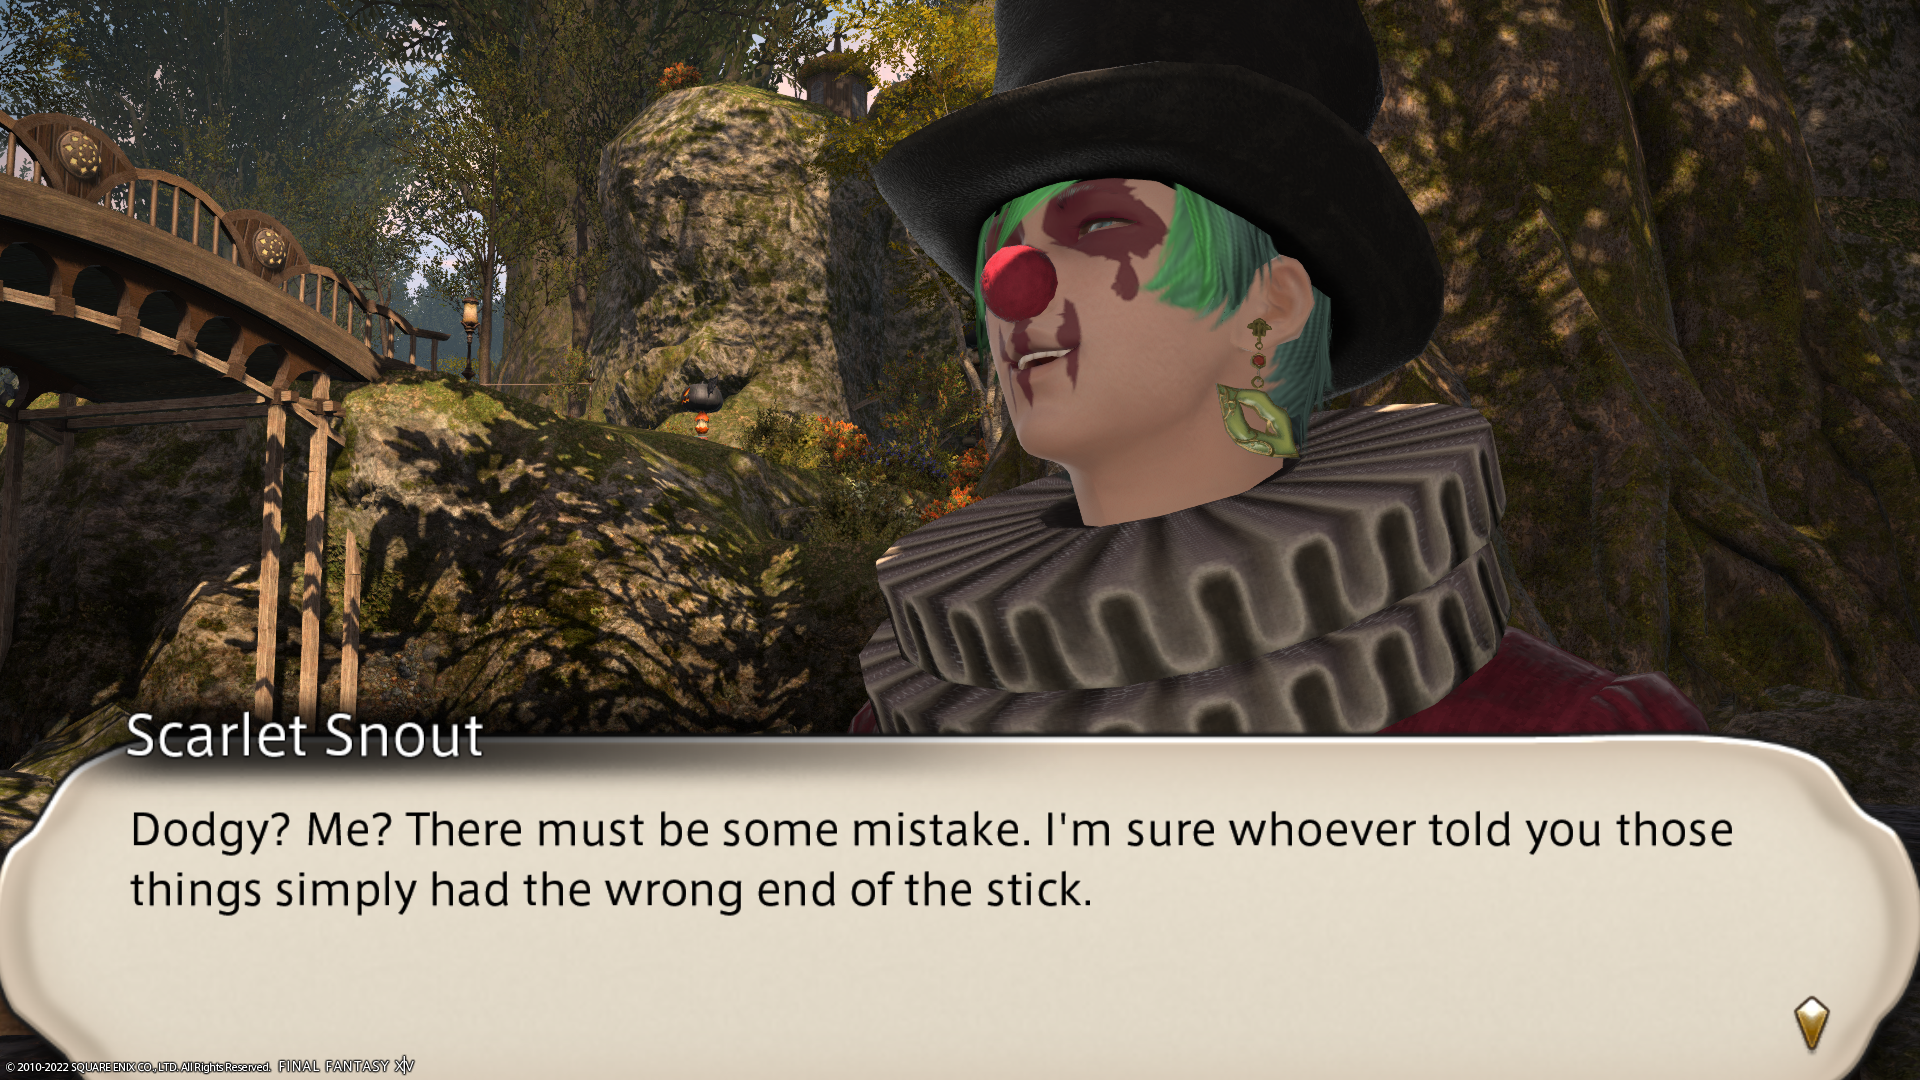 Scarlet Snout
Dodgy? Me? There must be some mistake. I'm sure whoever told you those
things simply had the wrong end of the stick.
© 2010-2022 SQUARE ENIX CO., LTD. All Rights Reserved. FINAL FANTASY XIV